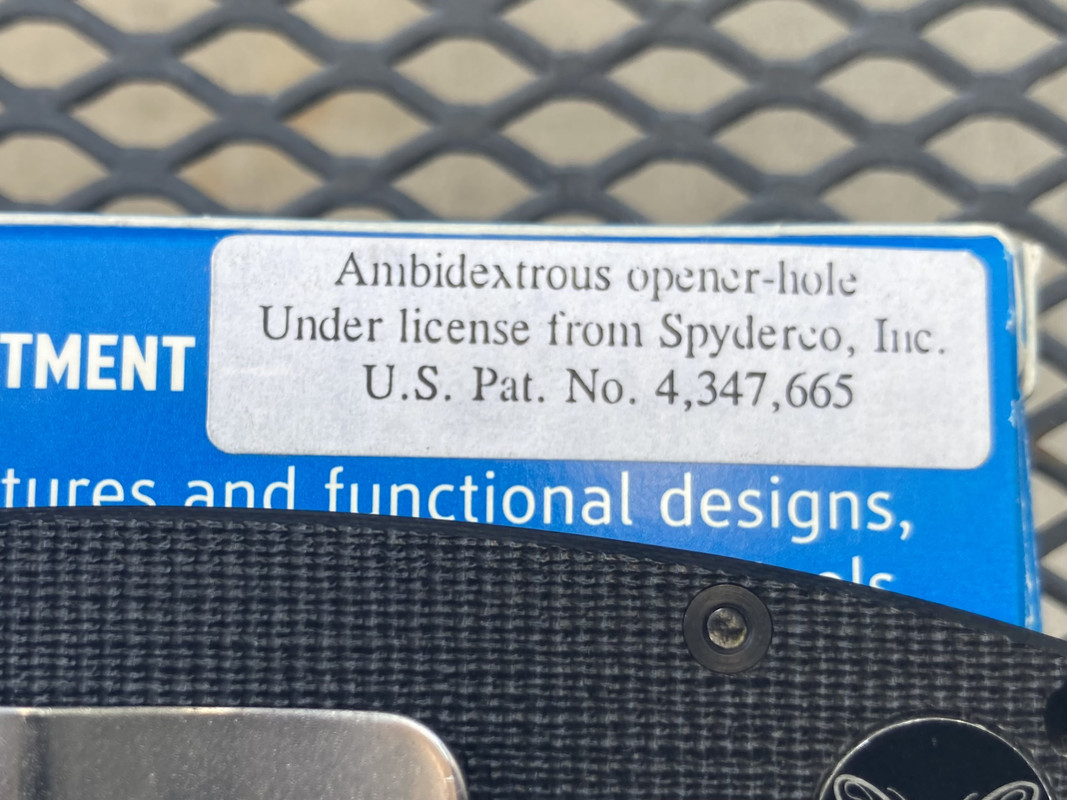 Ambidextrous opener-hole
Under license from Spyderco, Inc.
U.S. Pat. No. 4,347,665
TMENT
tures and functional designs,